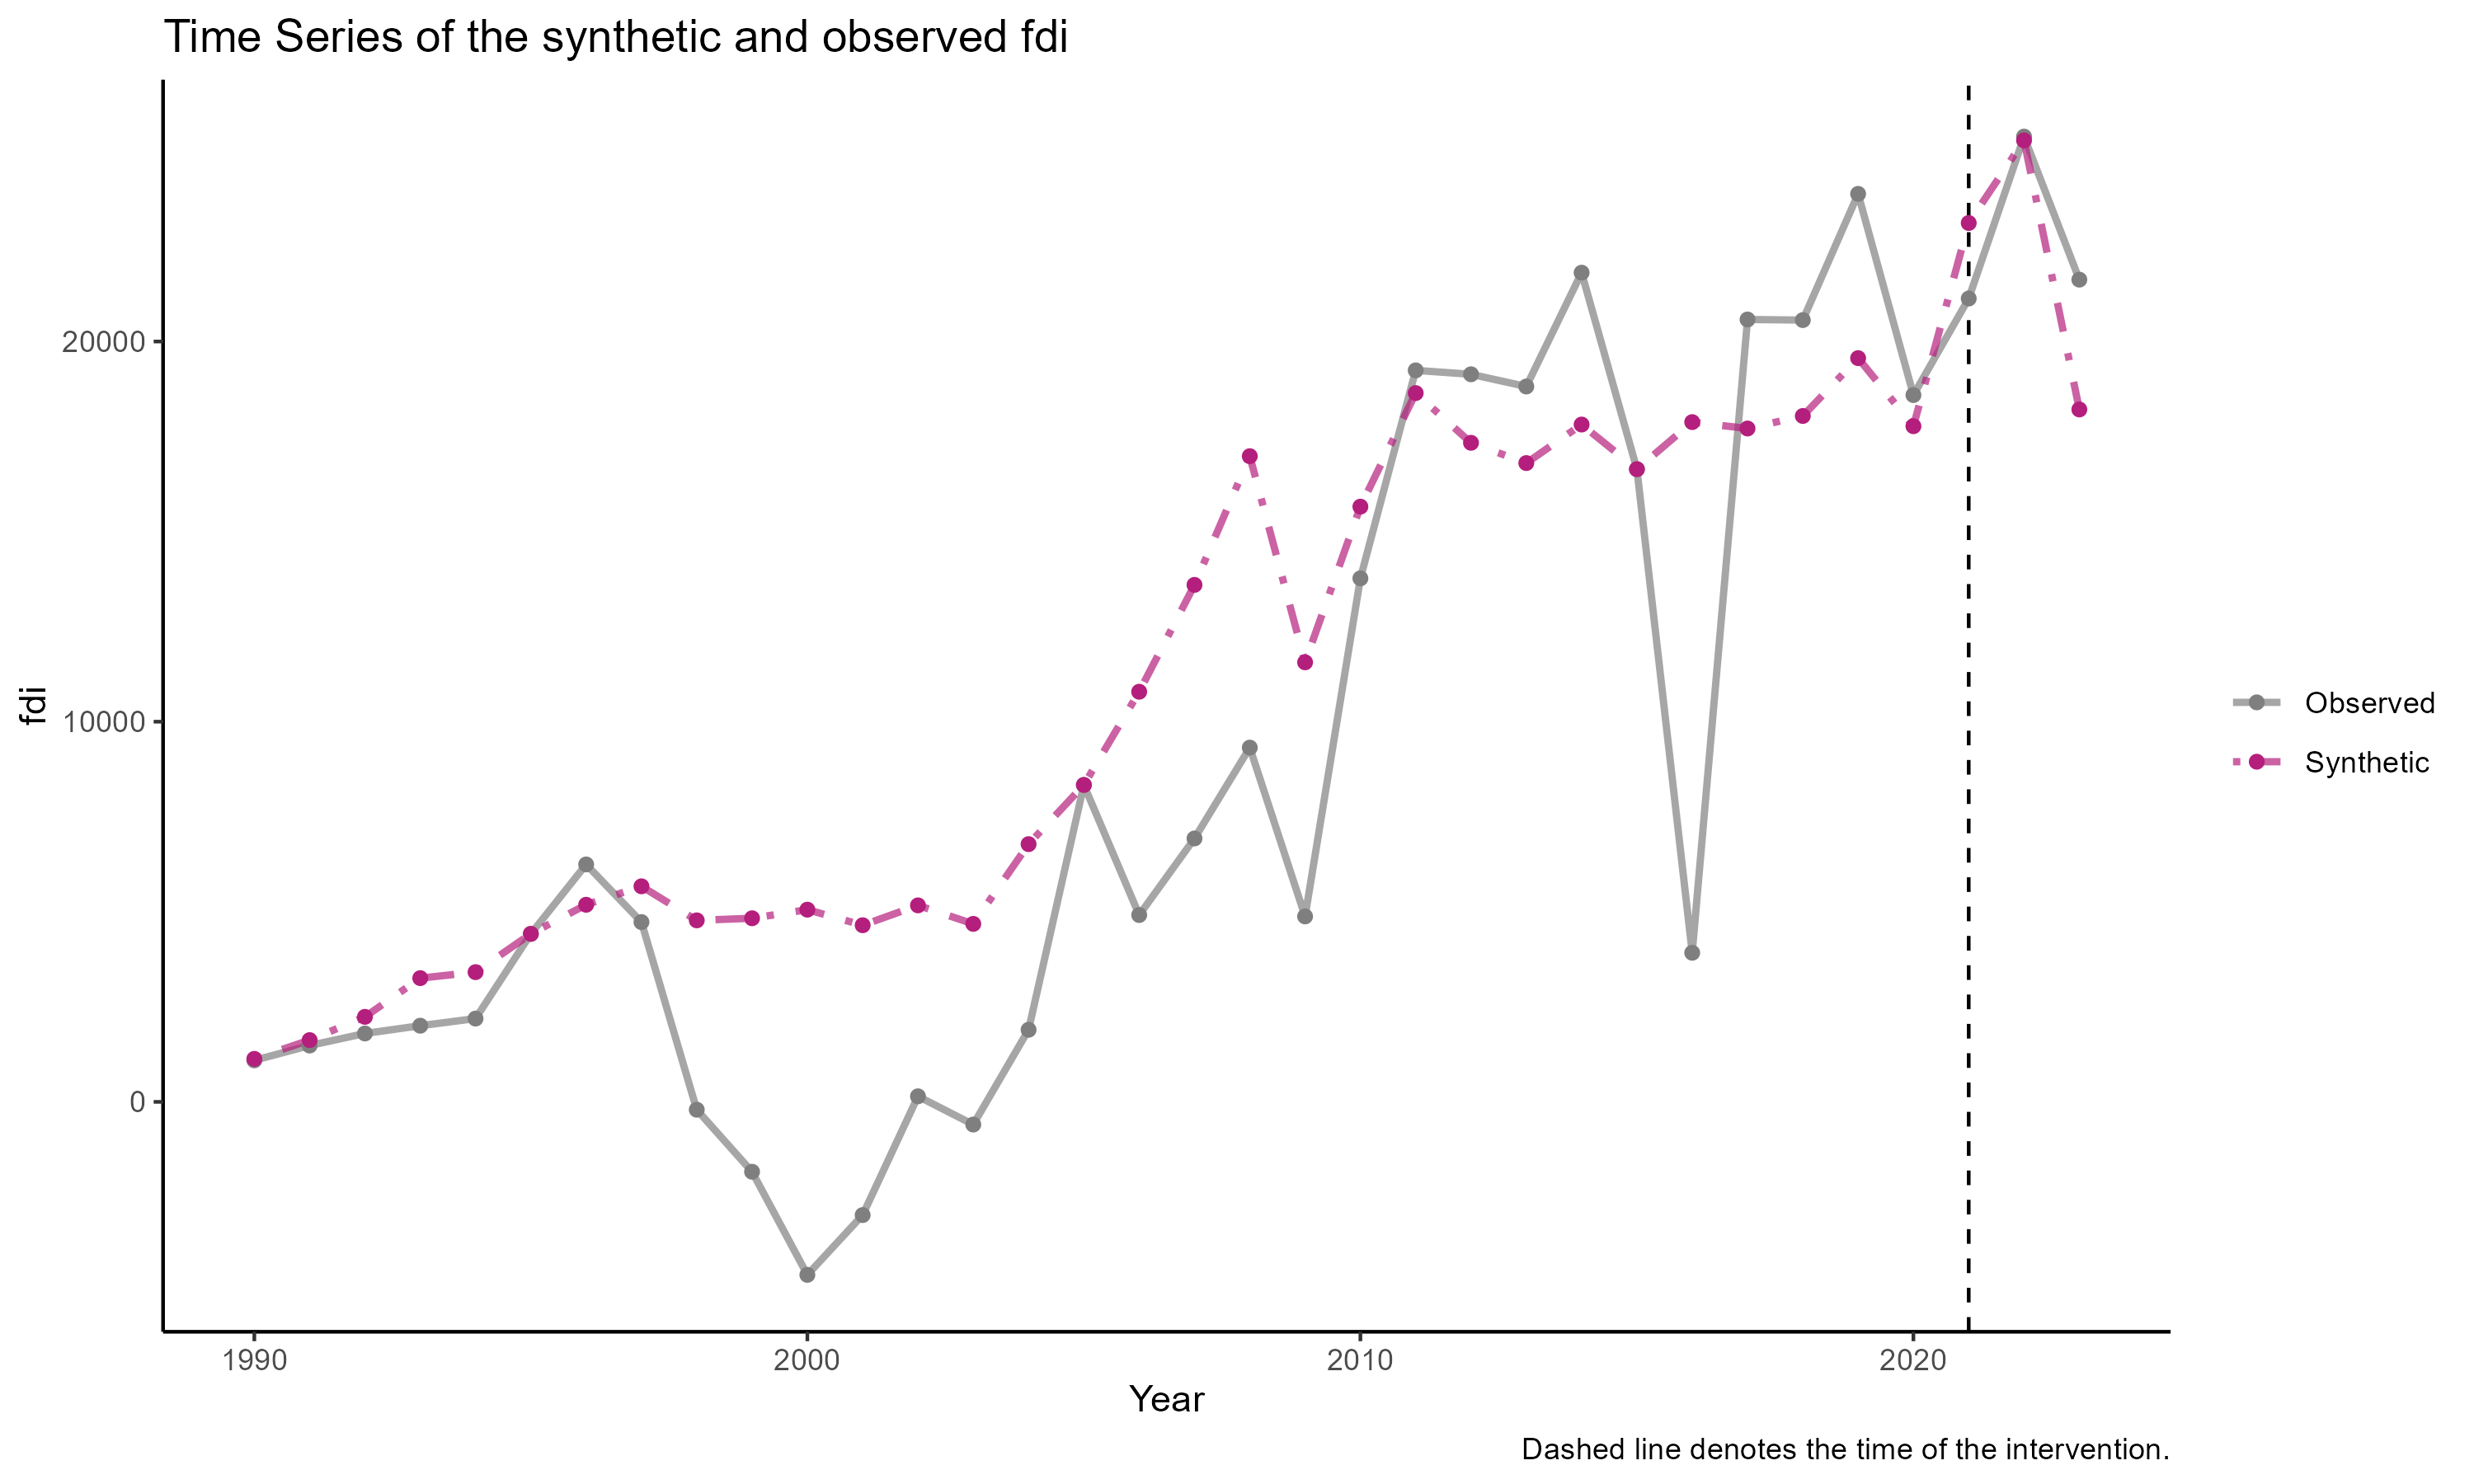 Time Series of the synthetic and observed fdi
fdi
20000
10000
0
1990
2000
2010
2020
Year
Observed
Synthetic
Dashed line denotes the time of the intervention.